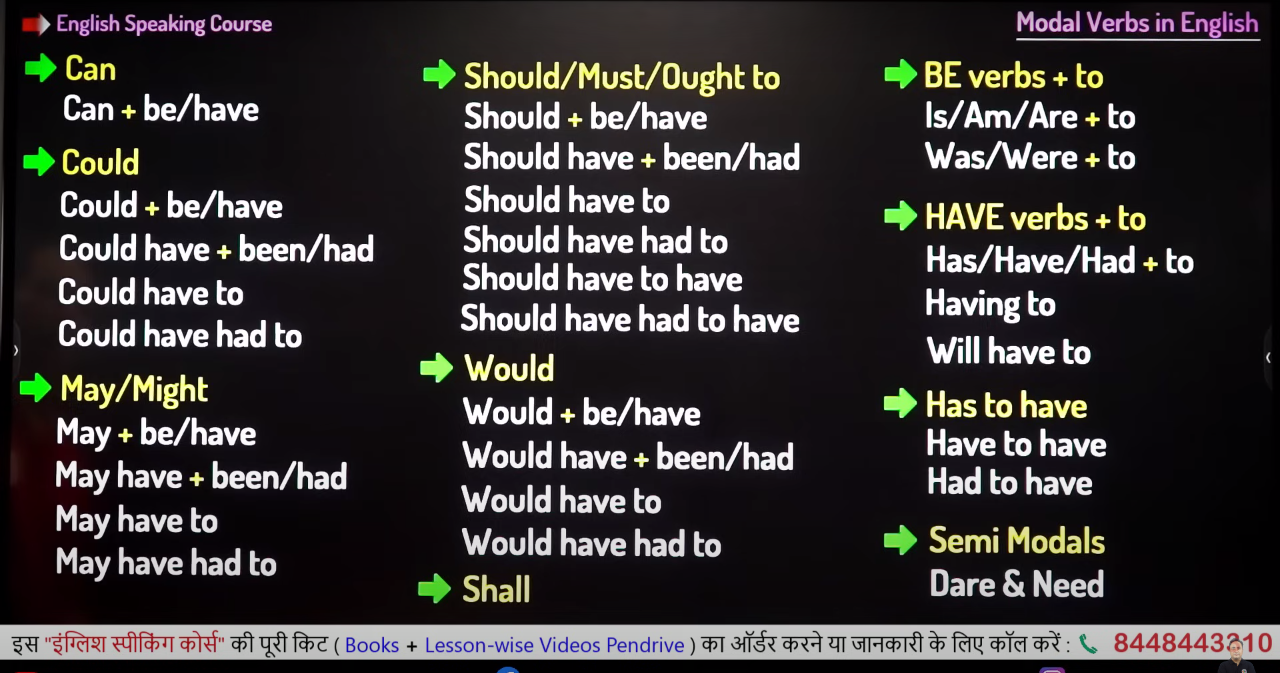 English Speaking Course
Modal Verbs in English
Can
Can + be/have
Could
Could + be/have
Could have + been/had
Could have to
Could have had to
May/Might
May + be/have
May have + been/had
May have to
May have had to
Should/Must/Ought to
Should + be/have
Should have + been/had
Should have to
Should have had to
Should have to have
Should have had to have
Would
Would + be/have
Would have + been/had
Would have to
Would have had to
Shall
BE verbs + to
Is/Am/Are + to
Was/Were + to
HAVE verbs + to
Has/Have/Had + to
Having to
Will have to
Has to have
Have to have
Had to have
Semi Modals
Dare & Need
इस "इंग्लिश स्पीकिंग कोर्स" की पूरी किट ( Books + Lesson-wise Videos Pendrive ) का ऑर्डर करने या जानकारी के लिए कॉल करें : 8448443310